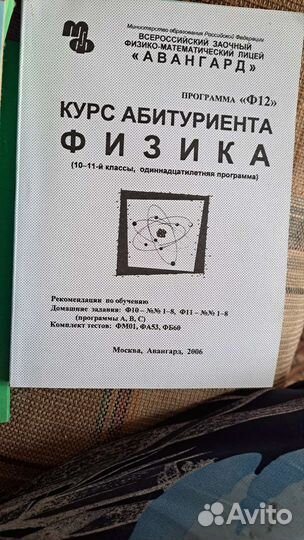 Министерство образования Российской Федерации
ВСЕРОССИЙСКИЙ ЗАОЧНЫЙ
ФИЗИКО-МАТЕМАТИЧЕСКИЙ ЛИЦЕЙ
«АВАНГАРД»
ПРОГРАММА «Ф12»
КУРС АБИТУРИЕНТА
ФИЗИКА
(10–11-й классы, одиннадцатилетняя программа)
Рекомендации по обучению
Домашние задания: Ф10 – №№ 1–8, Ф11 – №№ 1–8
(программы А, В, С)
Комплект тестов: ФМ01, ФА53, ФБ60
Москва, Авангард, 2006
Avito